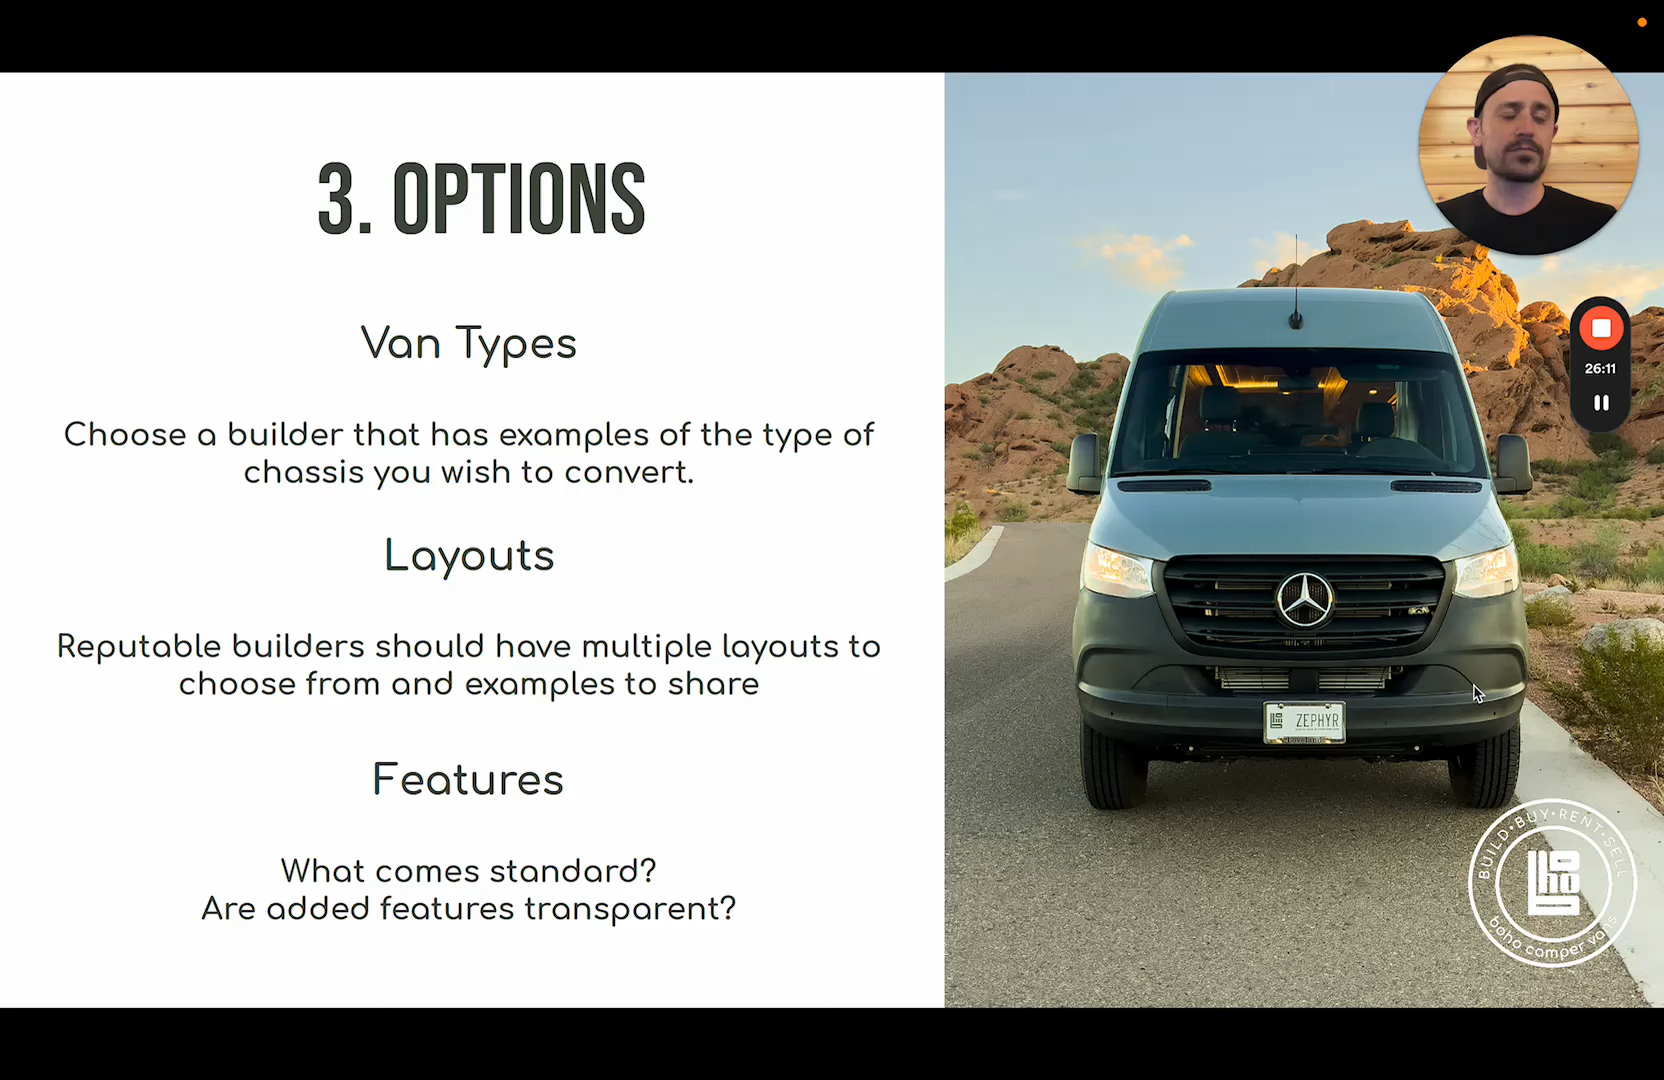 3. OPTIONS
Van Types
Choose a builder that has examples of the type of
chassis you wish to convert.
Layouts
Reputable builders should have multiple layouts to
choose from and examples to share
Features
What comes standard?
Are added features transparent?
26:11
ZEPHYR
BUILD•BUY•RENT•SELL
boho
boho camper vans